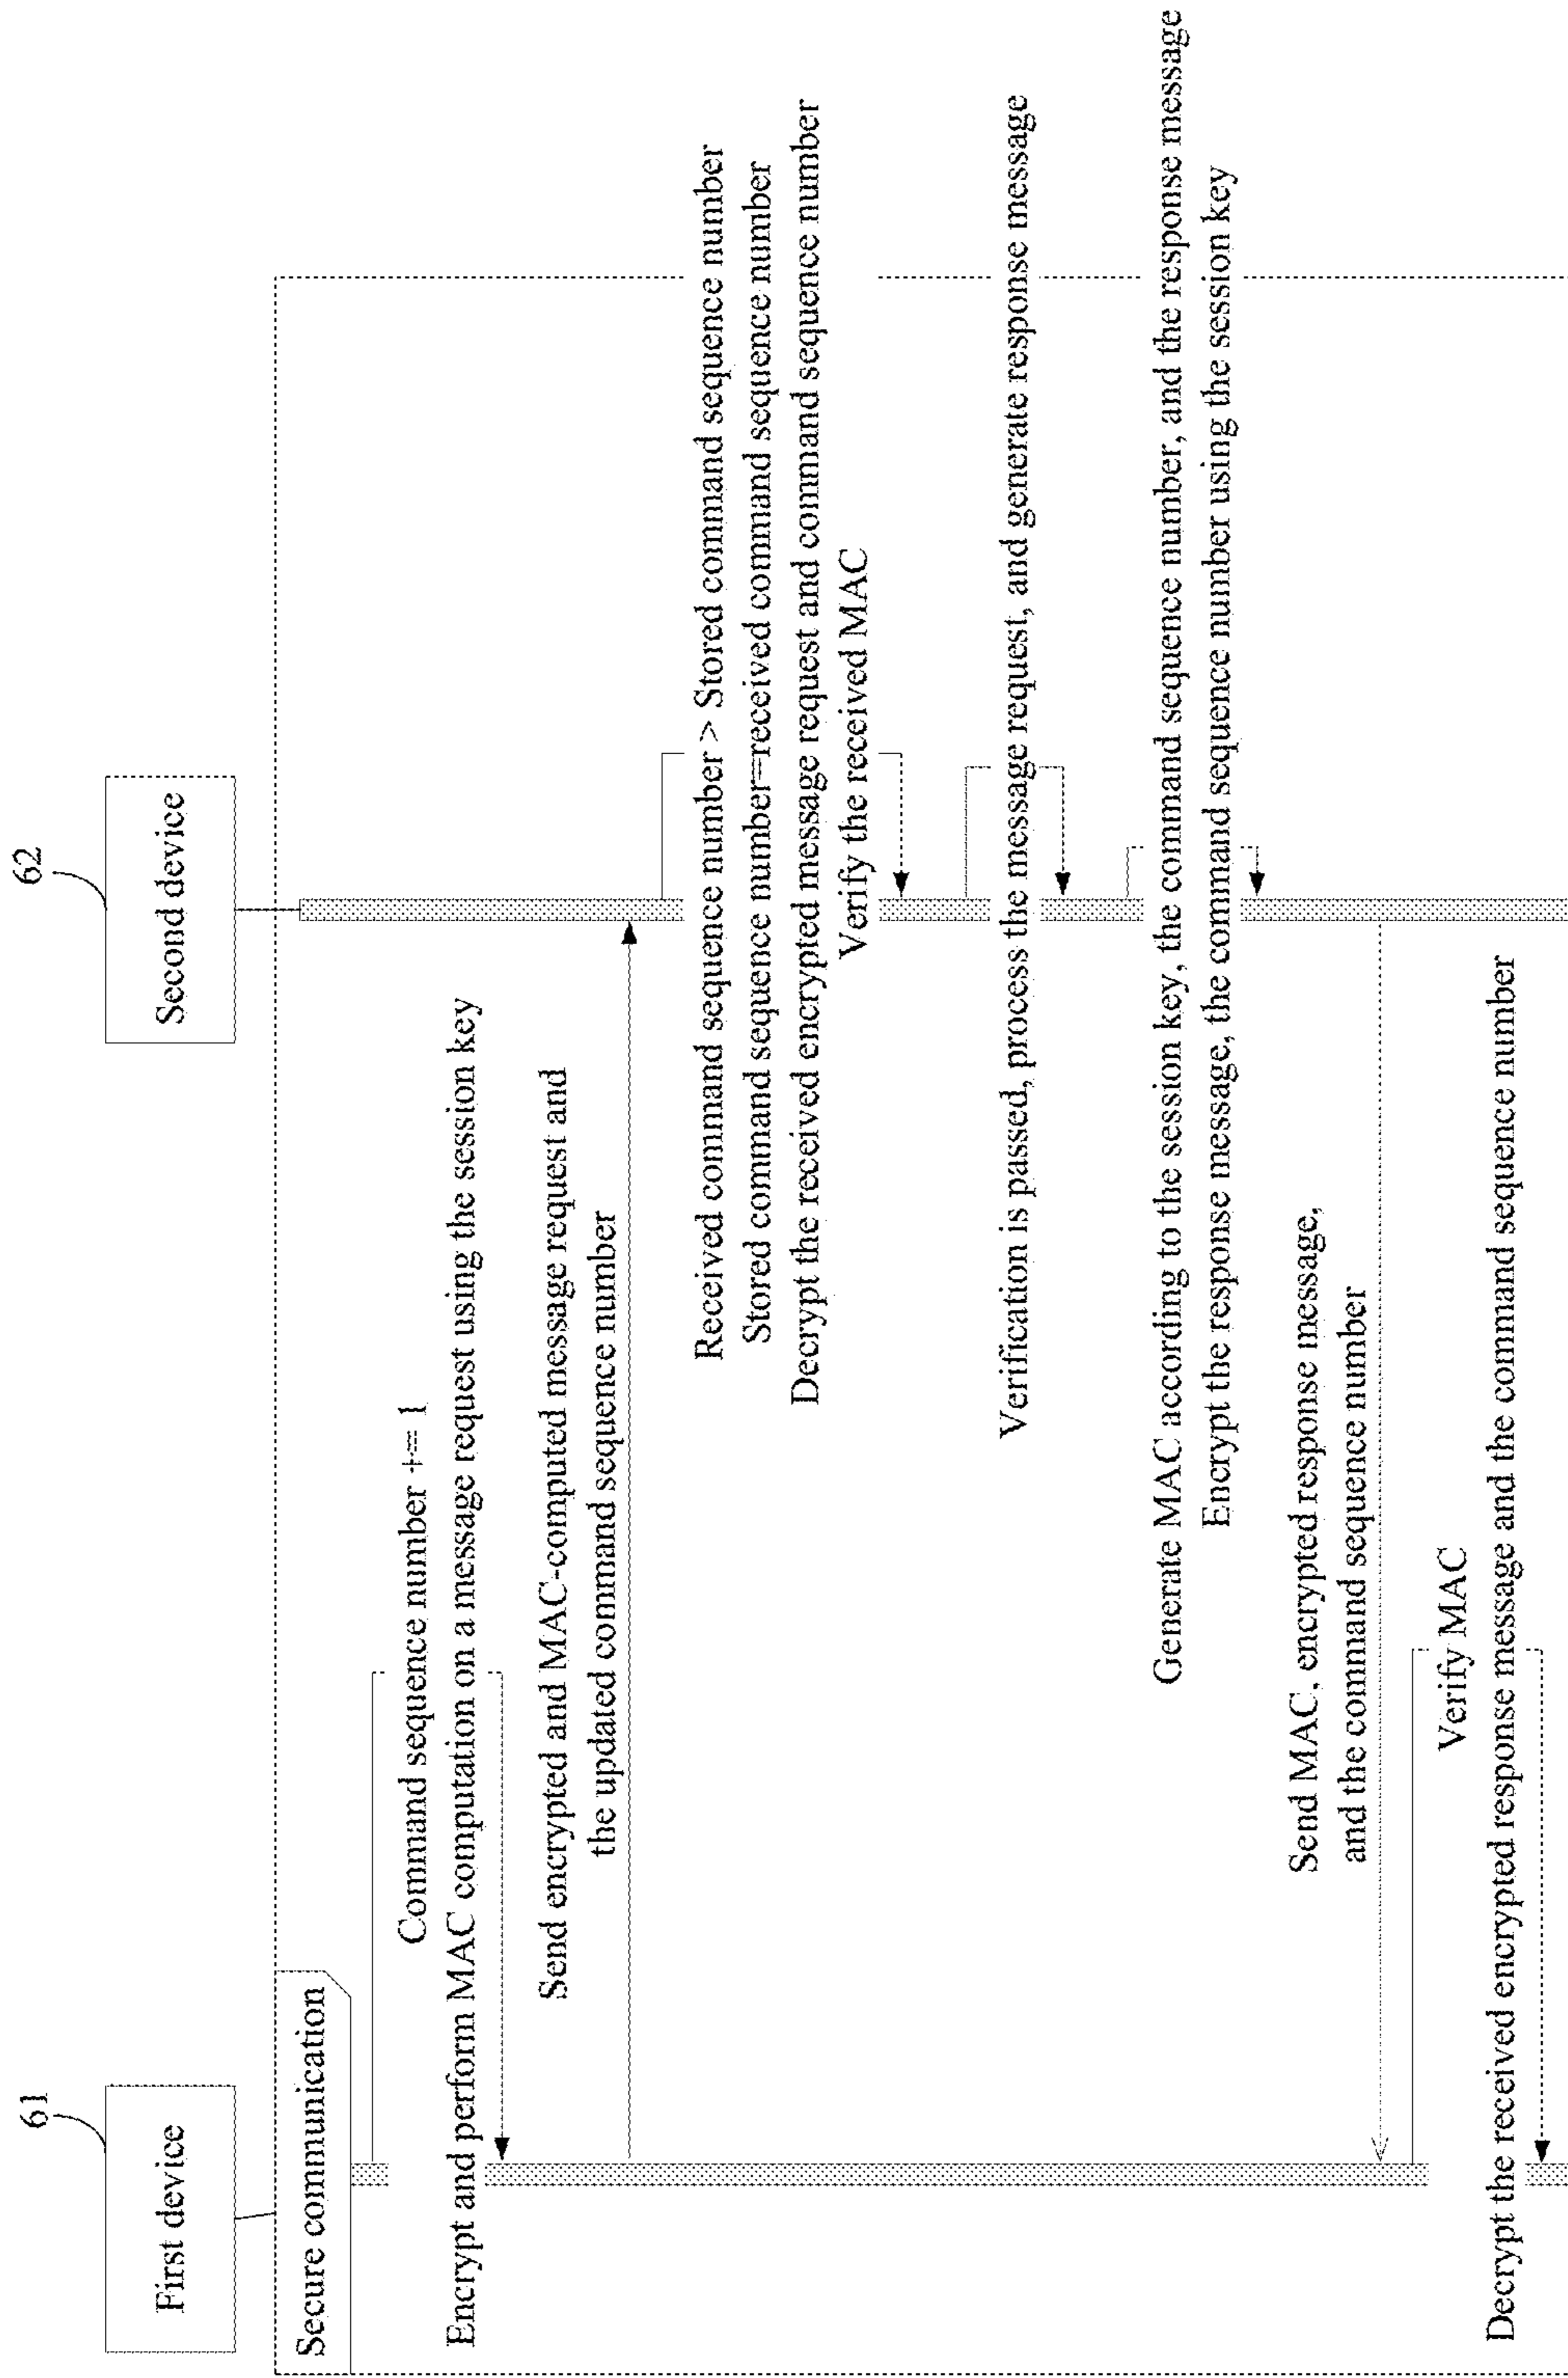 61
62
First device
Second device
Secure communication
Command sequence number += 1
Encrypt and perform MAC computation on a message request using the session key
Send encrypted and MAC-computed message request and
the updated command sequence number
Received command sequence number > Stored command sequence number
Stored command sequence number=received command sequence number
Decrypt the received encrypted message request and command sequence number
Verify the received MAC
Verification is passed, process the message request, and generate response message
Generate MAC according to the session key, the command sequence number, and the response message
Encrypt the response message, the command sequence number using the session key
Send MAC, encrypted response message,
and the command sequence number
Verify MAC
Decrypt the received encrypted response message and the command sequence number